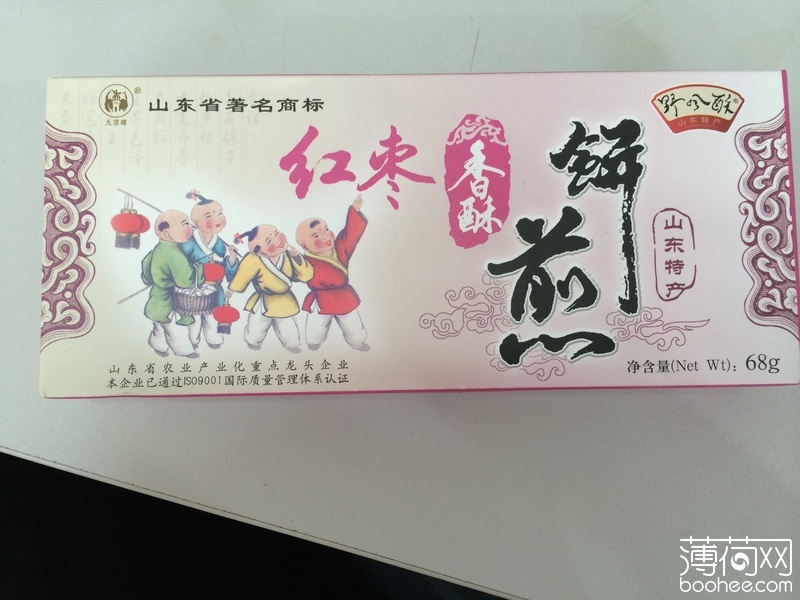 九顶塔
®
山东省著名商标
红枣
香酥
煎饼
野风酥®
山东特产
山东特产
山东省农业产业化重点龙头企业
本企业已通过ISO9001国际质量管理体系认证
净含量(Net Wt): 68g
薄荷网
boohee.com